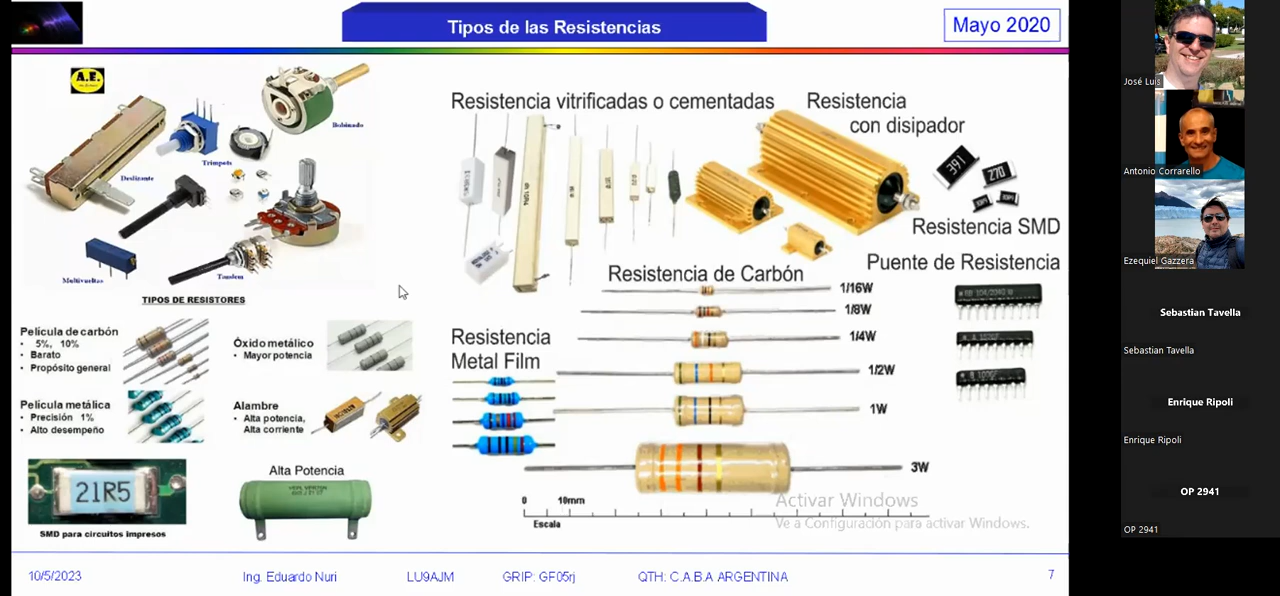 Tipos de las Resistencias
Mayo 2020
A.E.
Bobinado
Trimpots
Deslizante
Multivueltas
Tandem
TIPOS DE RESISTORES
Película de carbón
• 5%, 10%
• Barato
• Propósito general
Óxido metálico
• Mayor potencia
Película metálica
• Precisión 1%
• Alto desempeño
Alambre
• Alta potencia,
Alta corriente
21R5
SMD para circuitos impresos
Alta Potencia
Resistencia vitrificadas o cementadas
Resistencia
con disipador
391
270
Resistencia SMD
Resistencia de Carbón
Puente de Resistencia
1/16W
1/8W
1/4W
1/2W
1W
3W
Resistencia
Metal Film
0 10mm
Escala
Activar Windows
Ve a Configuración para activar Windows.
10/5/2023 Ing. Eduardo Nuri LU9AJM GRIP: GF05rj QTH: C.A.B.A ARGENTINA 7
José Luis
Antonio Corrarello
Ezequiel Gazzera
Sebastian Tavella
Sebastian Tavella
Enrique Ripoli
Enrique Ripoli
OP 2941
OP 2941